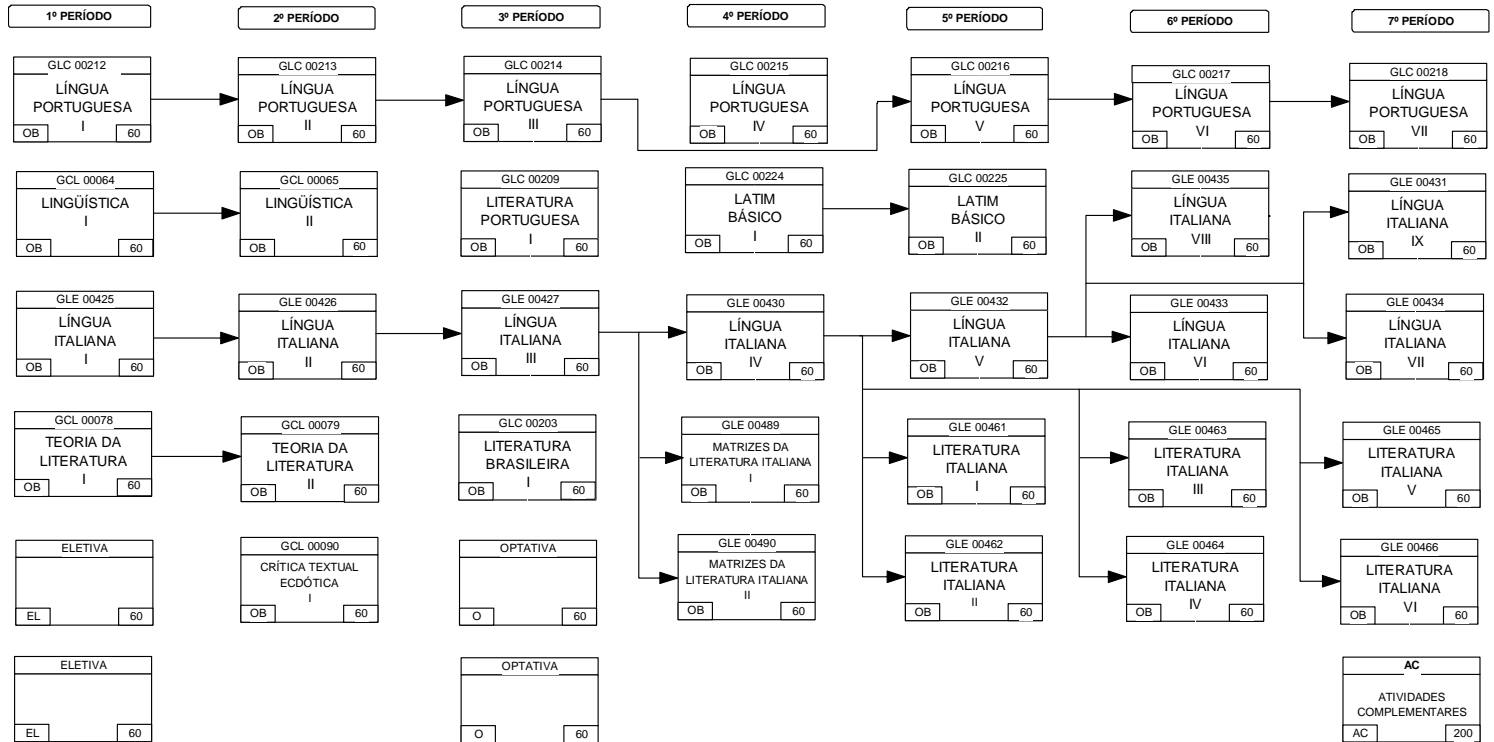 1º PERÍODO
2º PERÍODO
3º PERÍODO
4º PERÍODO
5º PERÍODO
6º PERÍODO
7º PERÍODO
GLC 00212
LÍNGUA
PORTUGUESA
I
OB 60
GLC 00213
LÍNGUA
PORTUGUESA
II
OB 60
GLC 00214
LÍNGUA
PORTUGUESA
III
OB 60
GLC 00215
LÍNGUA
PORTUGUESA
IV
OB 60
GLC 00216
LÍNGUA
PORTUGUESA
V
OB 60
GLC 00217
LÍNGUA
PORTUGUESA
VI
OB 60
GLC 00218
LÍNGUA
PORTUGUESA
VII
OB 60
GCL 00064
LINGÜÍSTICA
I
OB 60
GCL 00065
LINGÜÍSTICA
II
OB 60
GLC 00209
LITERATURA
PORTUGUESA
I
OB 60
GLC 00224
LATIM
BÁSICO
I
OB 60
GLC 00225
LATIM
BÁSICO
II
OB 60
GLE 00435
LÍNGUA
ITALIANA
VIII
OB 60
GLE 00431
LÍNGUA
ITALIANA
IX
OB 60
GLE 00425
LÍNGUA
ITALIANA
I
OB 60
GLE 00426
LÍNGUA
ITALIANA
II
OB 60
GLE 00427
LÍNGUA
ITALIANA
III
OB 60
GLE 00430
LÍNGUA
ITALIANA
IV
OB 60
GLE 00432
LÍNGUA
ITALIANA
V
OB 60
GLE 00433
LÍNGUA
ITALIANA
VI
OB 60
GLE 00434
LÍNGUA
ITALIANA
VII
OB 60
GCL 00078
TEORIA DA
LITERATURA
I
OB 60
GCL 00079
TEORIA DA
LITERATURA
II
OB 60
GLC 00203
LITERATURA
BRASILEIRA
I
OB 60
GLE 00489
MATRIZES DA
LITERATURA ITALIANA
I
OB 60
GLE 00461
LITERATURA
ITALIANA
I
OB 60
GLE 00463
LITERATURA
ITALIANA
III
OB 60
GLE 00465
LITERATURA
ITALIANA
V
OB 60
ELETIVA
EL 60
GCL 00090
CRÍTICA TEXTUAL
ECDÓTICA
I
OB 60
OPTATIVA
O 60
GLE 00490
MATRIZES DA
LITERATURA ITALIANA
II
OB 60
GLE 00462
LITERATURA
ITALIANA
II
OB 60
GLE 00464
LITERATURA
ITALIANA
IV
OB 60
GLE 00466
LITERATURA
ITALIANA
VI
OB 60
ELETIVA
EL 60
OPTATIVA
O 60
AC
ATIVIDADES
COMPLEMENTARES
AC 200